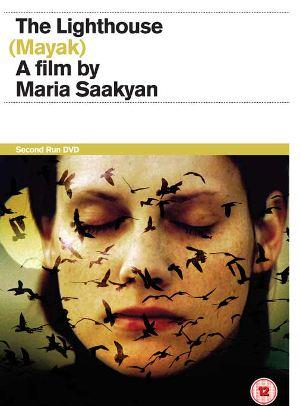 The Lighthouse
(Mayak)
A film by
Maria Saakyan
Second Run DVD
12